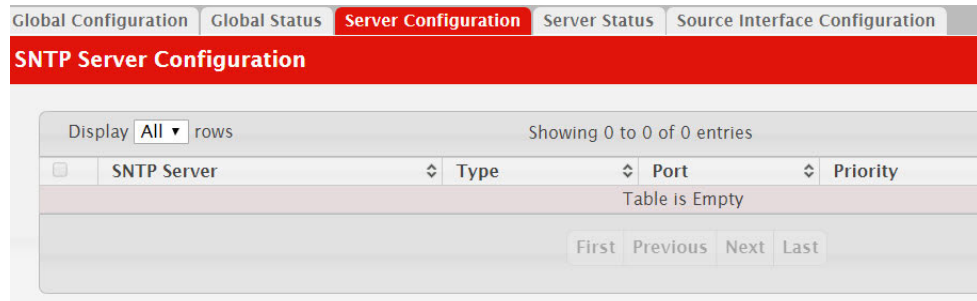 Global Configuration Global Status Server Configuration Server Status Source Interface Configuration
SNTP Server Configuration
Display All rows Showing 0 to 0 of 0 entries
SNTP Server Type Port Priority
Table is Empty
First Previous Next Last